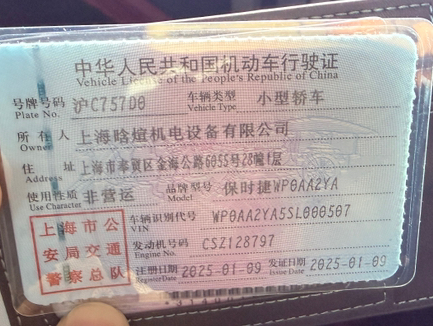 中华人民共和国机动车行驶证
Vehicle License of the People's Republic of China
号牌号码 沪C757D8 车辆类型 小型轿车
Plate No. Vehicle Type
所有人 上海晗煊机电设备有限公司
Owner
住址 上海市奉贤区金海公路6055号28幢1层
Address
使用性质 非营运 品牌型号 保时捷WP0AA2YA
Use Character Model
上海市公安局交通警察总队
车辆识别代号 WP0AA2YA5SL000507
VIN
发动机号码 CSZ128797
Engine No.
注册日期 2025-01-09 发证日期 2025-01-09
Register Date Issue Date